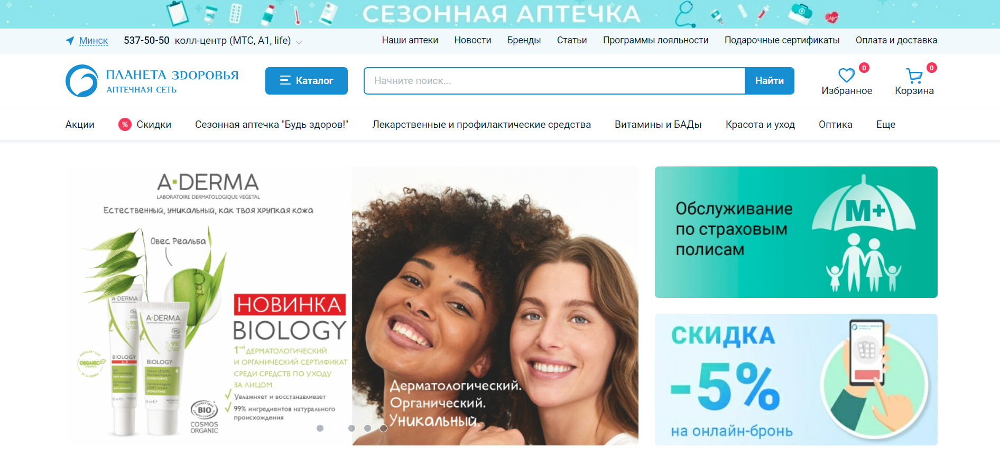 СЕЗОННАЯ АПТЕЧКА
Минск 537-50-50 колл-центр (МТС, А1, life) Наши аптеки Новости Бренды Статьи Программы лояльности Подарочные сертификаты Оплата и доставка
ПЛАНЕТА ЗДОРОВЬЯ
АПТЕЧНАЯ СЕТЬ
Каталог
Начните поиск...
Найти
0
Избранное
0
Корзина
Акции % Скидки Сезонная аптечка "Будь здоров!" Лекарственные и профилактические средства Витамины и БАДы Красота и уход Оптика Еще
A·DERMA
LABORATOIRE DERMATOLOGIQUE VEGETAL
Естественный, уникальный, как твоя хрупкая кожа
Овес Реальба
A·DERMA
A·DERMA
BIOLOGY
BIOLOGY
ORGANIC
НОВИНКА
BIOLOGY
1-ый ДЕРМАТОЛОГИЧЕСКИЙ
И ОРГАНИЧЕСКИЙ СЕРТИФИКАТ
СРЕДИ СРЕДСТВ ПО УХОДУ
ЗА ЛИЦОМ
Увлажняет и восстанавливает
99% ингредиентов натурального
происхождения
BIO
COSMOS
ORGANIC
Дерматологический.
Органический.
Уникальный.
Обслуживание
по страховым
полисам
М+
СКИДКА
-5%
на онлайн-бронь